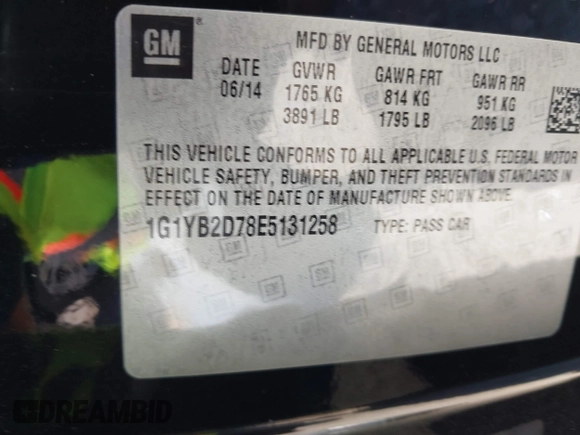 GM
®
MFD BY GENERAL MOTORS LLC
DATE GVWR GAWR FRT GAWR RR
06/14 1765 KG 814 KG 951 KG
3891 LB 1795 LB 2096 LB
THIS VEHICLE CONFORMS TO ALL APPLICABLE U.S. FEDERAL MOTOR
VEHICLE SAFETY, BUMPER, AND THEFT PREVENTION STANDARDS IN
EFFECT ON THE DATE OF MANUFACTURE SHOWN ABOVE.
1G1YB2D78E5131258 TYPE: PASS CAR
DREAMBID